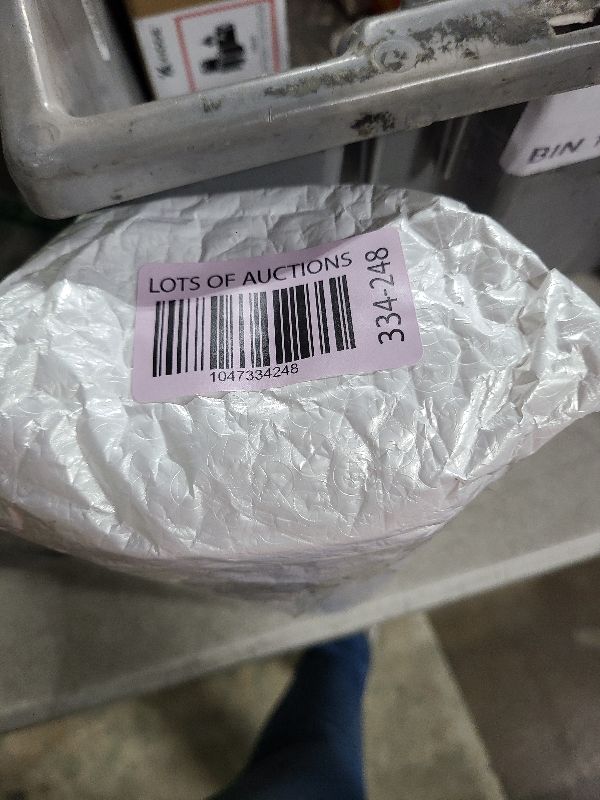 BIN
LOTS OF AUCTIONS
334-248
1047334248